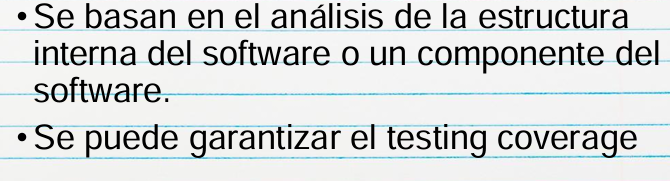 • Se basan en el análisis de la estructura
interna del software o un componente del
software.
• Se puede garantizar el testing coverage